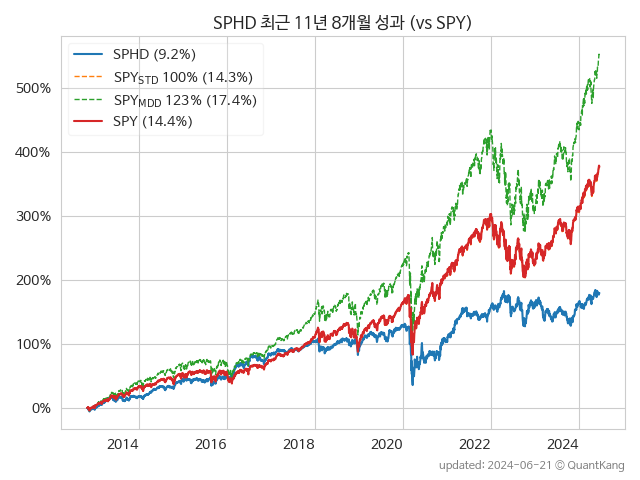 SPHD 최근 11년 8개월 성과 (vs SPY)
SPHD (9.2%)
SPY_STD 100% (14.3%)
SPY_MDD 123% (17.4%)
SPY (14.4%)
500%
400%
300%
200%
100%
0%
2014 2016 2018 2020 2022 2024
updated: 2024-06-21 © QuantKang